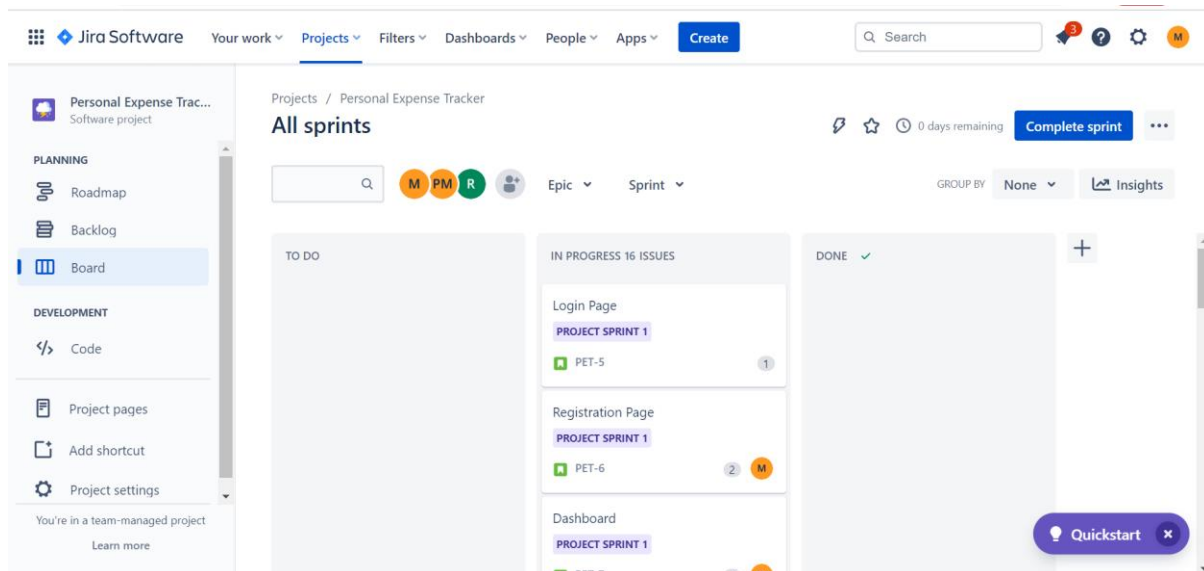 Jira Software Your work Projects Filters Dashboards People Apps Create Search 3 M
Personal Expense Trac...
Software project
PLANNING
Roadmap
Backlog
Board
DEVELOPMENT
Code
Project pages
Add shortcut
Project settings
You're in a team-managed project
Learn more
Projects / Personal Expense Tracker
All sprints
0 days remaining Complete sprint
M PM R Epic Sprint GROUP BY None Insights
TO DO
IN PROGRESS 16 ISSUES
Login Page
PROJECT SPRINT 1
PET-5 1
Registration Page
PROJECT SPRINT 1
PET-6 2 M
Dashboard
PROJECT SPRINT 1
DONE
Quickstart